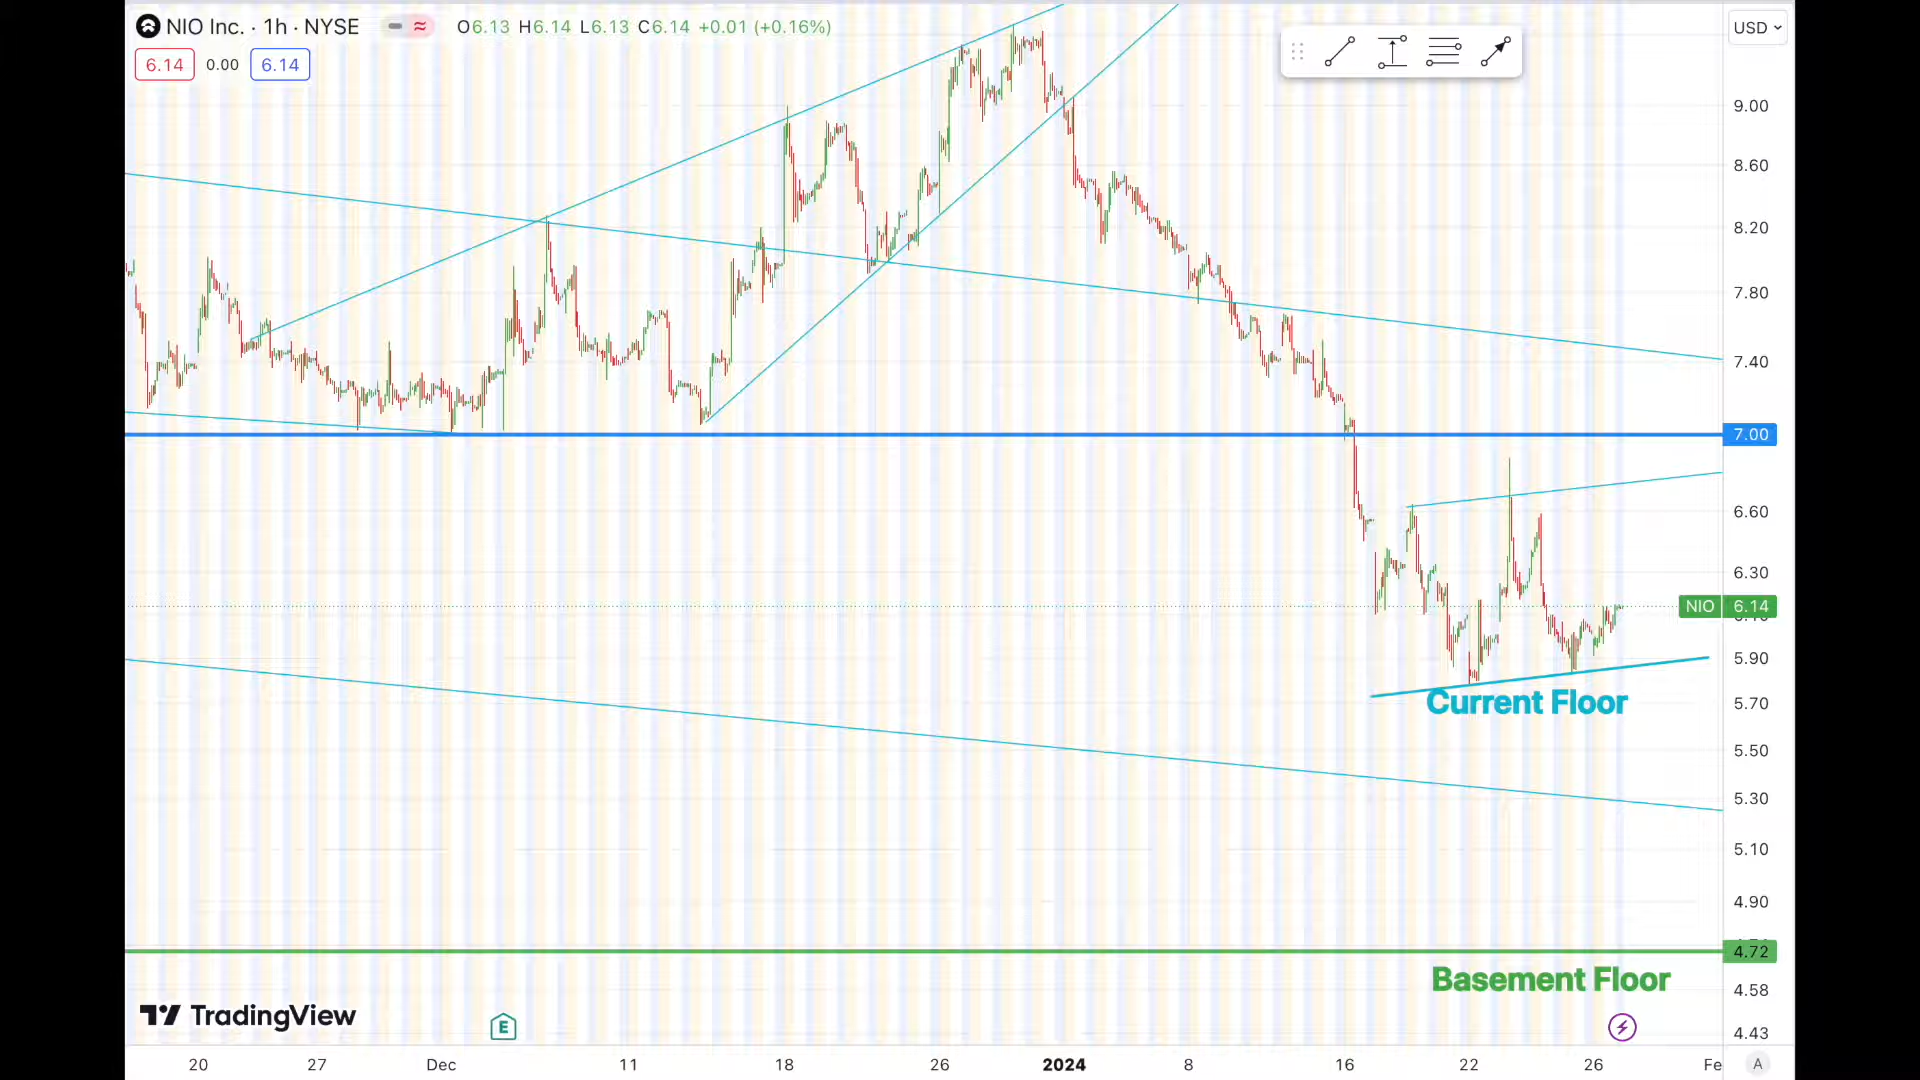 NIO Inc. · 1h · NYSE
O6.13 H6.14 L6.13 C6.14 +0.01 (+0.16%)
USD
6.14 0.00 6.14
9.00
8.60
8.20
7.80
7.40
7.00
6.60
6.30
NIO 6.14
5.90
5.70
Current Floor
5.50
5.30
5.10
4.90
4.72
Basement Floor
4.58
TradingView
E
4.43
20 27 Dec 11 18 26 2024 8 16 22 26 Fe A